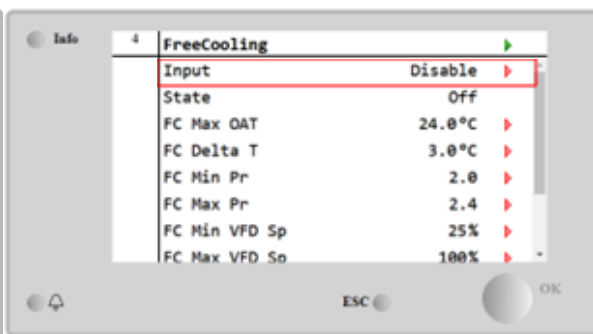 Info
4 FreeCooling
Input Disable
State Off
FC Max OAT 24.0°C
FC Delta T 3.0°C
FC Min Pr 2.0
FC Max Pr 2.4
FC Min VFD Sp 25%
FC Max VFD Sp 100%
ESC OK